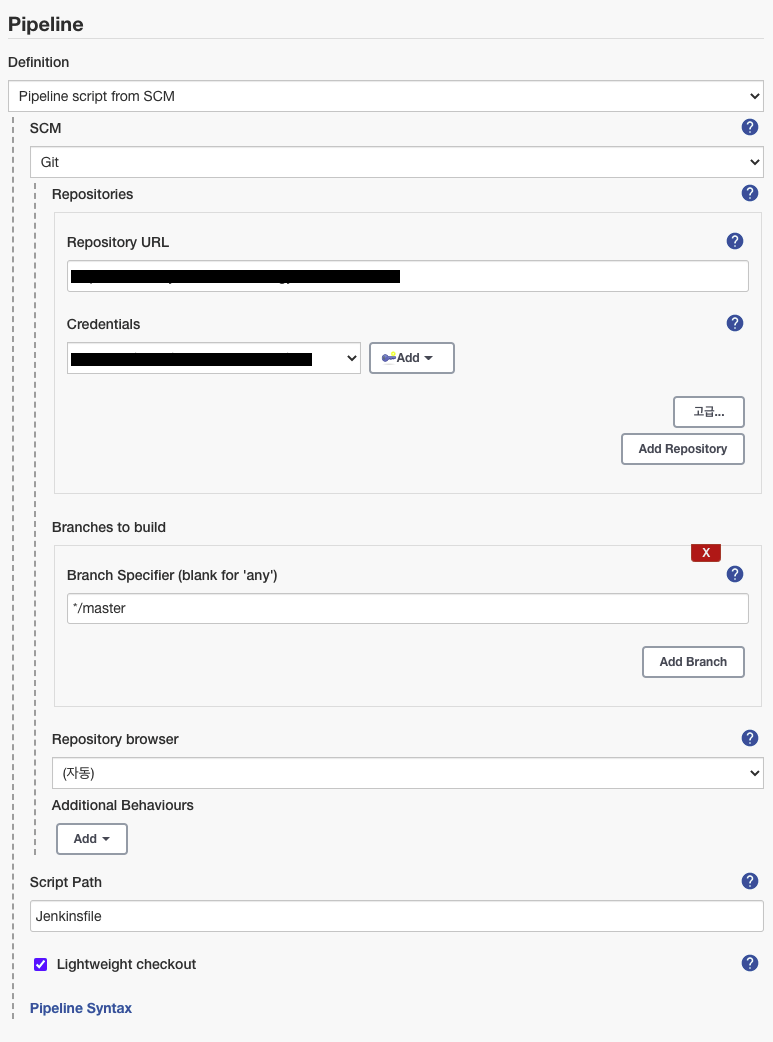 Pipeline
Definition
Pipeline script from SCM
SCM
?
Git
Repositories
?
Repository URL
?
Credentials
?
Add
고급...
Add Repository
Branches to build
X
Branch Specifier (blank for 'any')
?
*/master
Add Branch
Repository browser
?
(자동)
Additional Behaviours
Add
Script Path
?
Jenkinsfile
Lightweight checkout
?
Pipeline Syntax